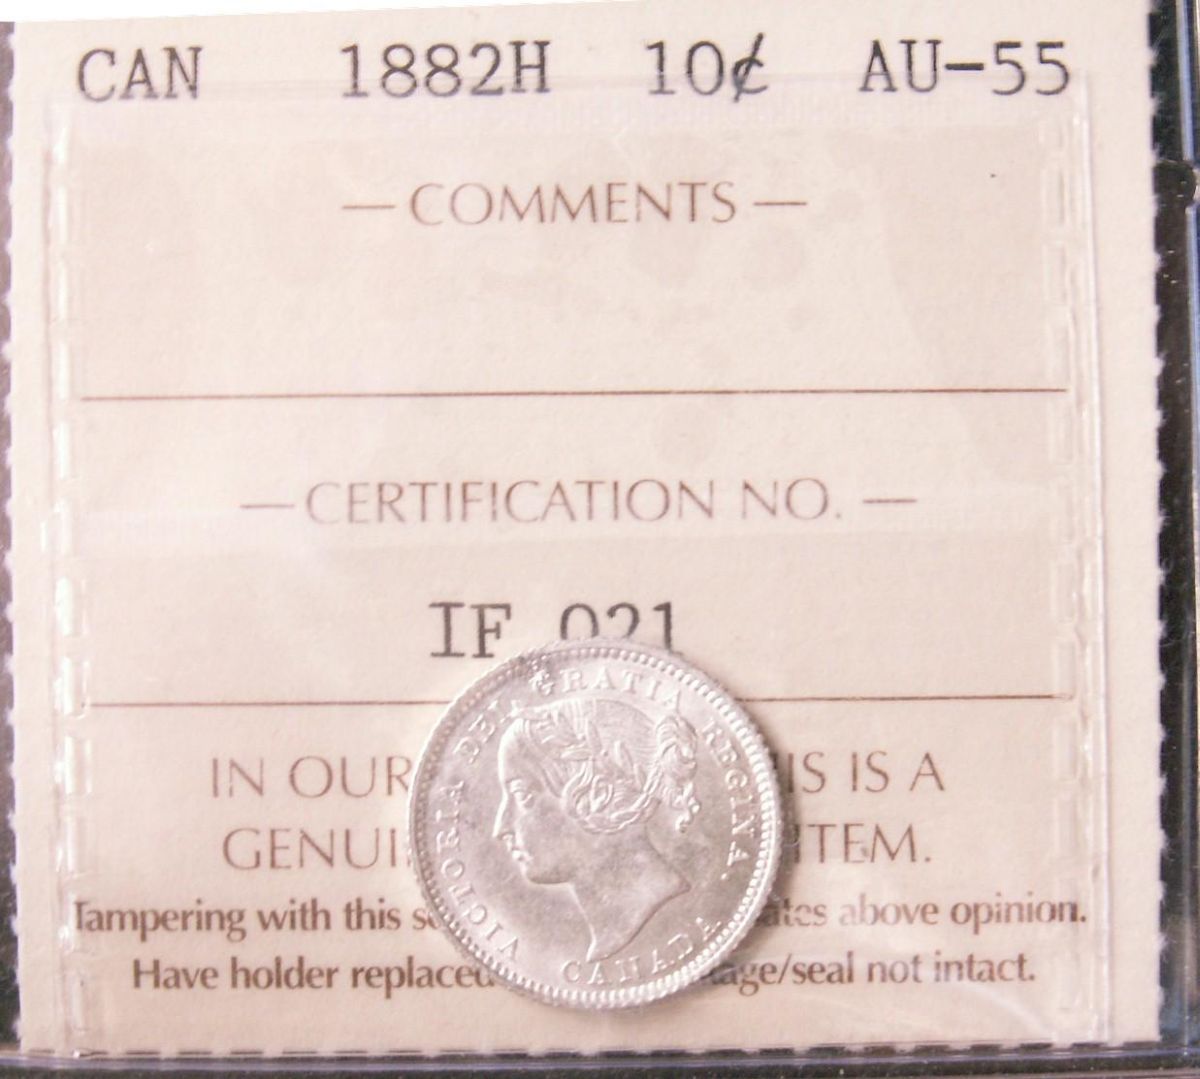 CAN 1882H 10¢ AU-55
— COMMENTS —
— CERTIFICATION NO. —
IF 021
IN OUR IS IS A
GENUI ITEM.
Tampering with this above opinion.
Have holder replaced age/seal not intact.
VICTORIA DEI GRATIA REGINA.
CANADA